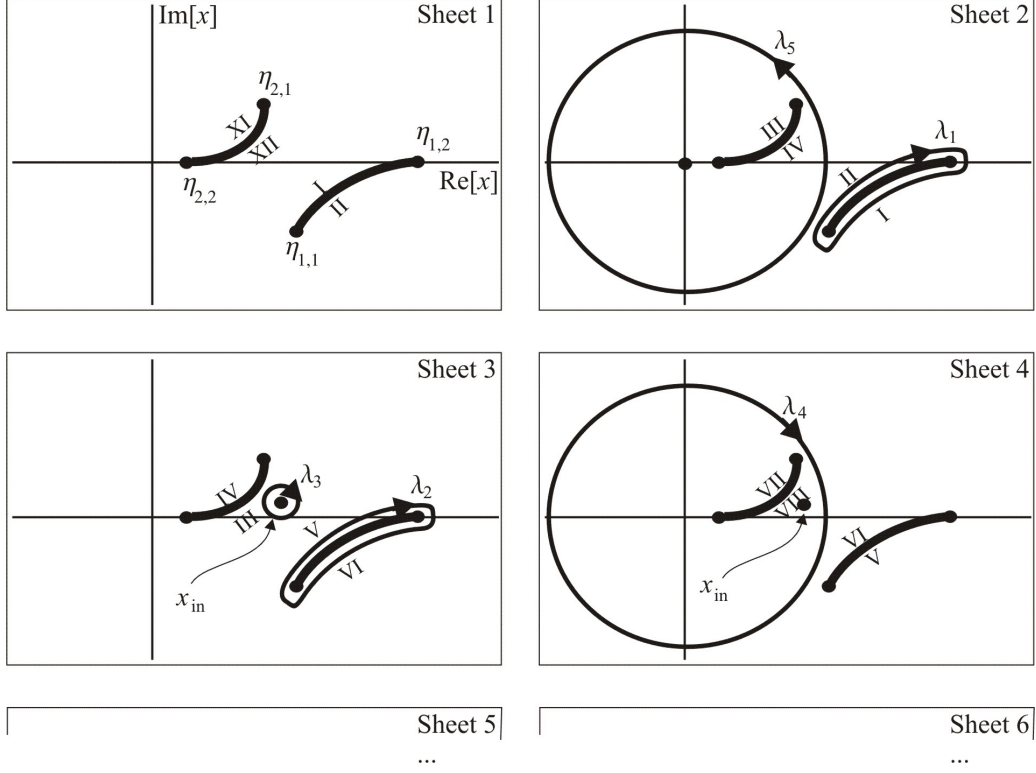 Im[x] Sheet 1
η2,1
XI
XII
η1,2
η2,2
Re[x]
I
II
η1,1
Sheet 2
λ5
III
IV
λ1
II
I
Sheet 3
IV
III
λ3
λ2
V
VI
xin
Sheet 4
λ4
VII
VIII
VI
V
xin
Sheet 5
...
Sheet 6
...